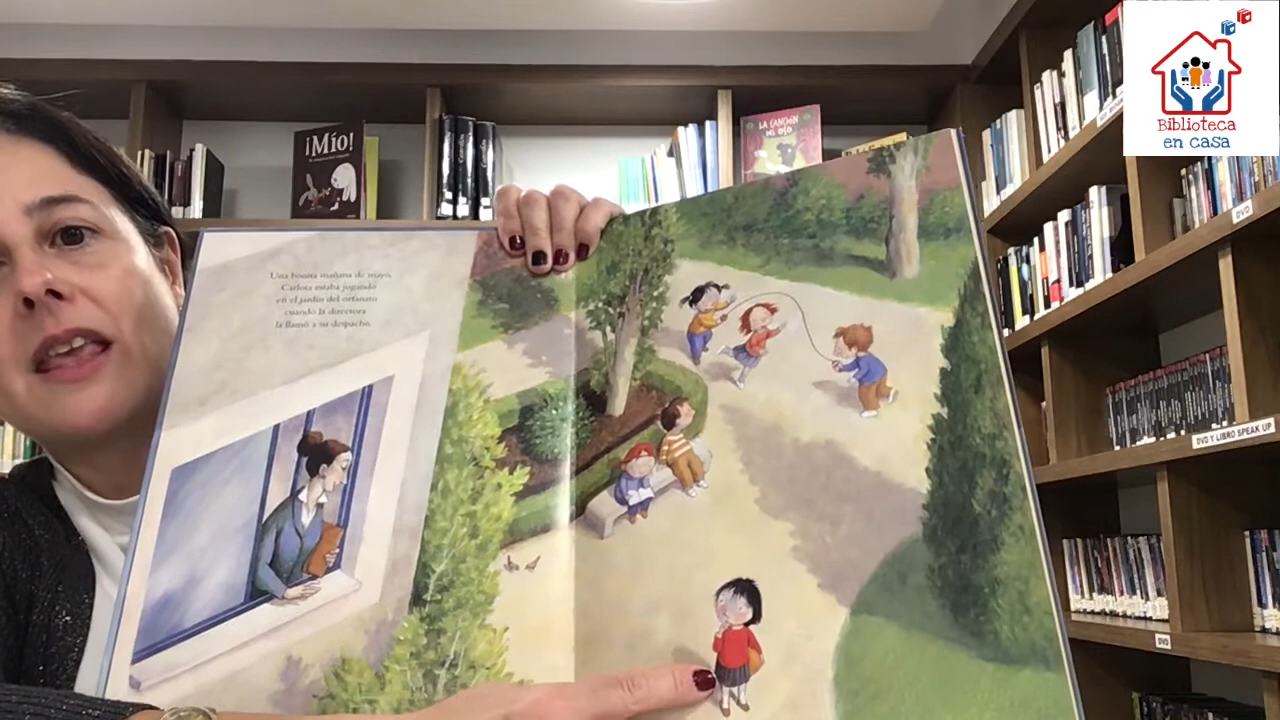 Biblioteca
en casa
¡Mío!
LA CANCIÓN
DEL OSO
Una bonita mañana de mayo,
Carlota estaba jugando
en el jardín del orfanato
cuando la directora
la llamó a su despacho.
DVD
DVD Y LIBRO SPEAK UP
DVD